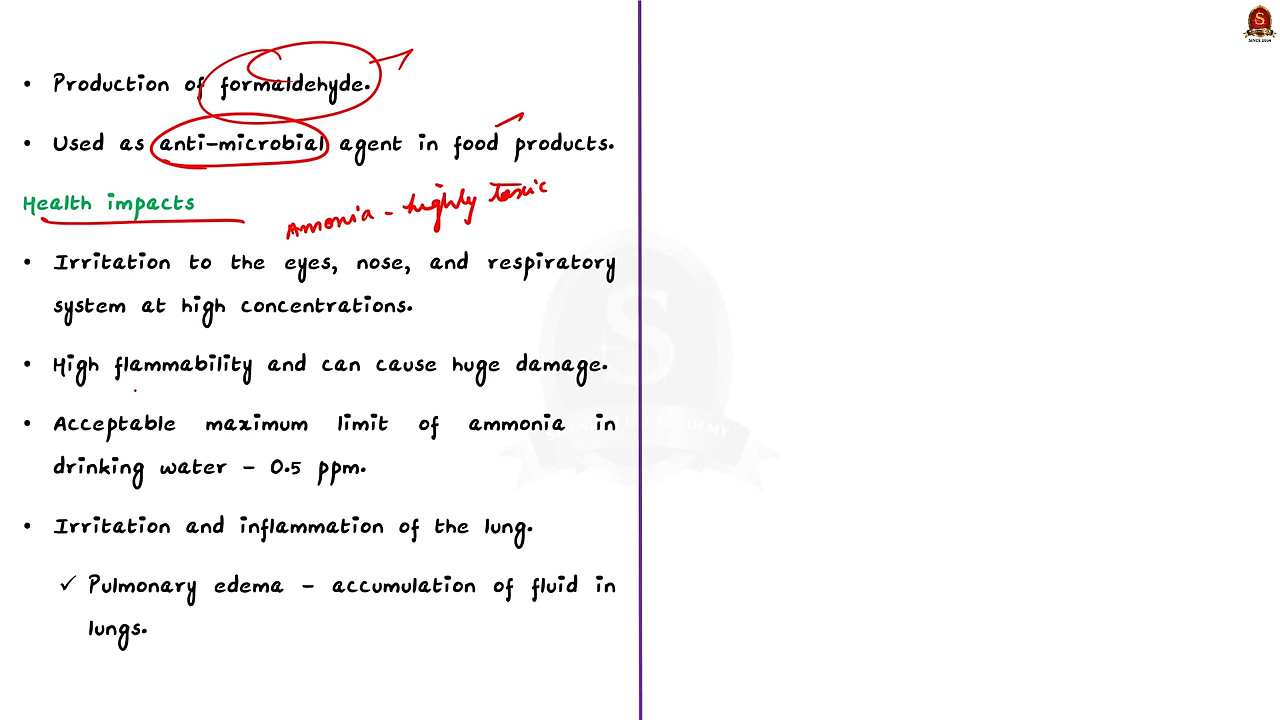 • Production of formaldehyde.
• Used as anti-microbial agent in food products.
Health impacts
Amonia - highly toxic
• Irritation to the eyes, nose, and respiratory
system at high concentrations.
• High flammability and can cause huge damage.
• Acceptable maximum limit of ammonia in
drinking water - 0.5 ppm.
• Irritation and inflammation of the lung.
✓ Pulmonary edema - accumulation of fluid in
lungs.